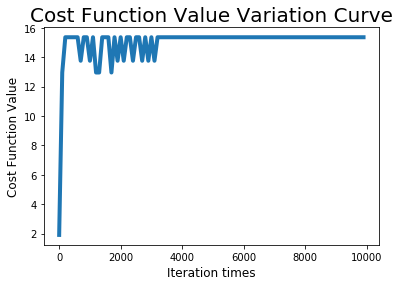 Cost Function Value Variation Curve
16
14
12
10
8
6
4
2
Cost Function Value
0 2000 4000 6000 8000 10000
Iteration times